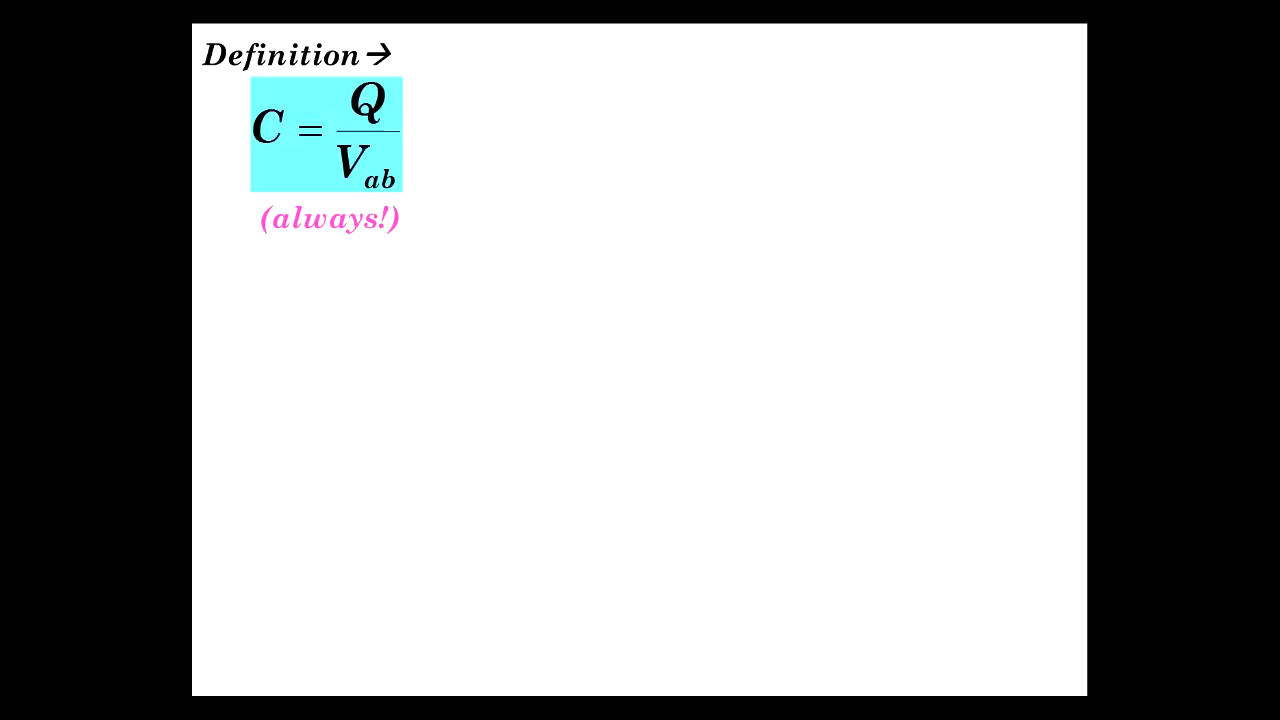 Definition→
C = Q / V_ab
(always!)